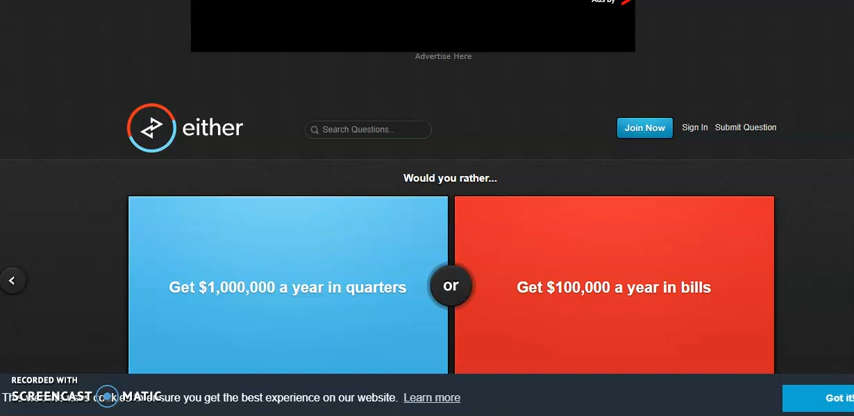 Ads by
Advertise Here
either
Search Questions...
Join Now
Sign In
Submit Question
Would you rather...
Get $1,000,000 a year in quarters
or
Get $100,000 a year in bills
RECORDED WITH
SCREENCAST MATIC
sure you get the best experience on our website. Learn more
Got it!